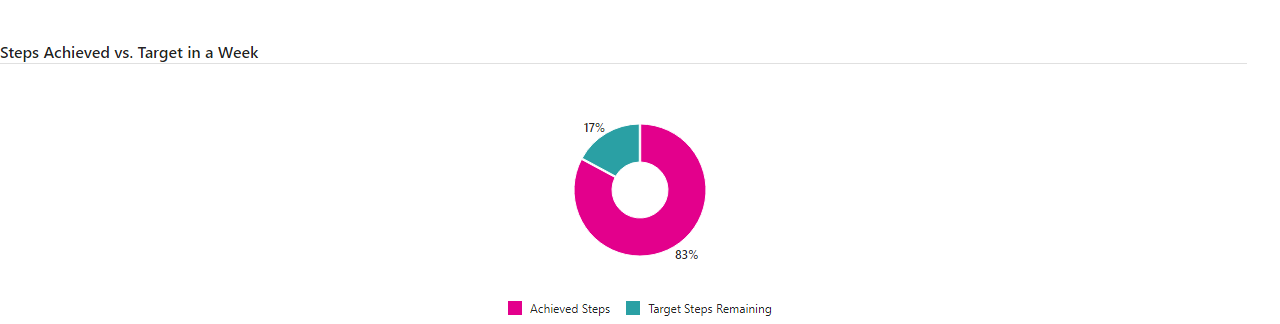 Steps Achieved vs. Target in a Week
17%
83%
Achieved Steps Target Steps Remaining